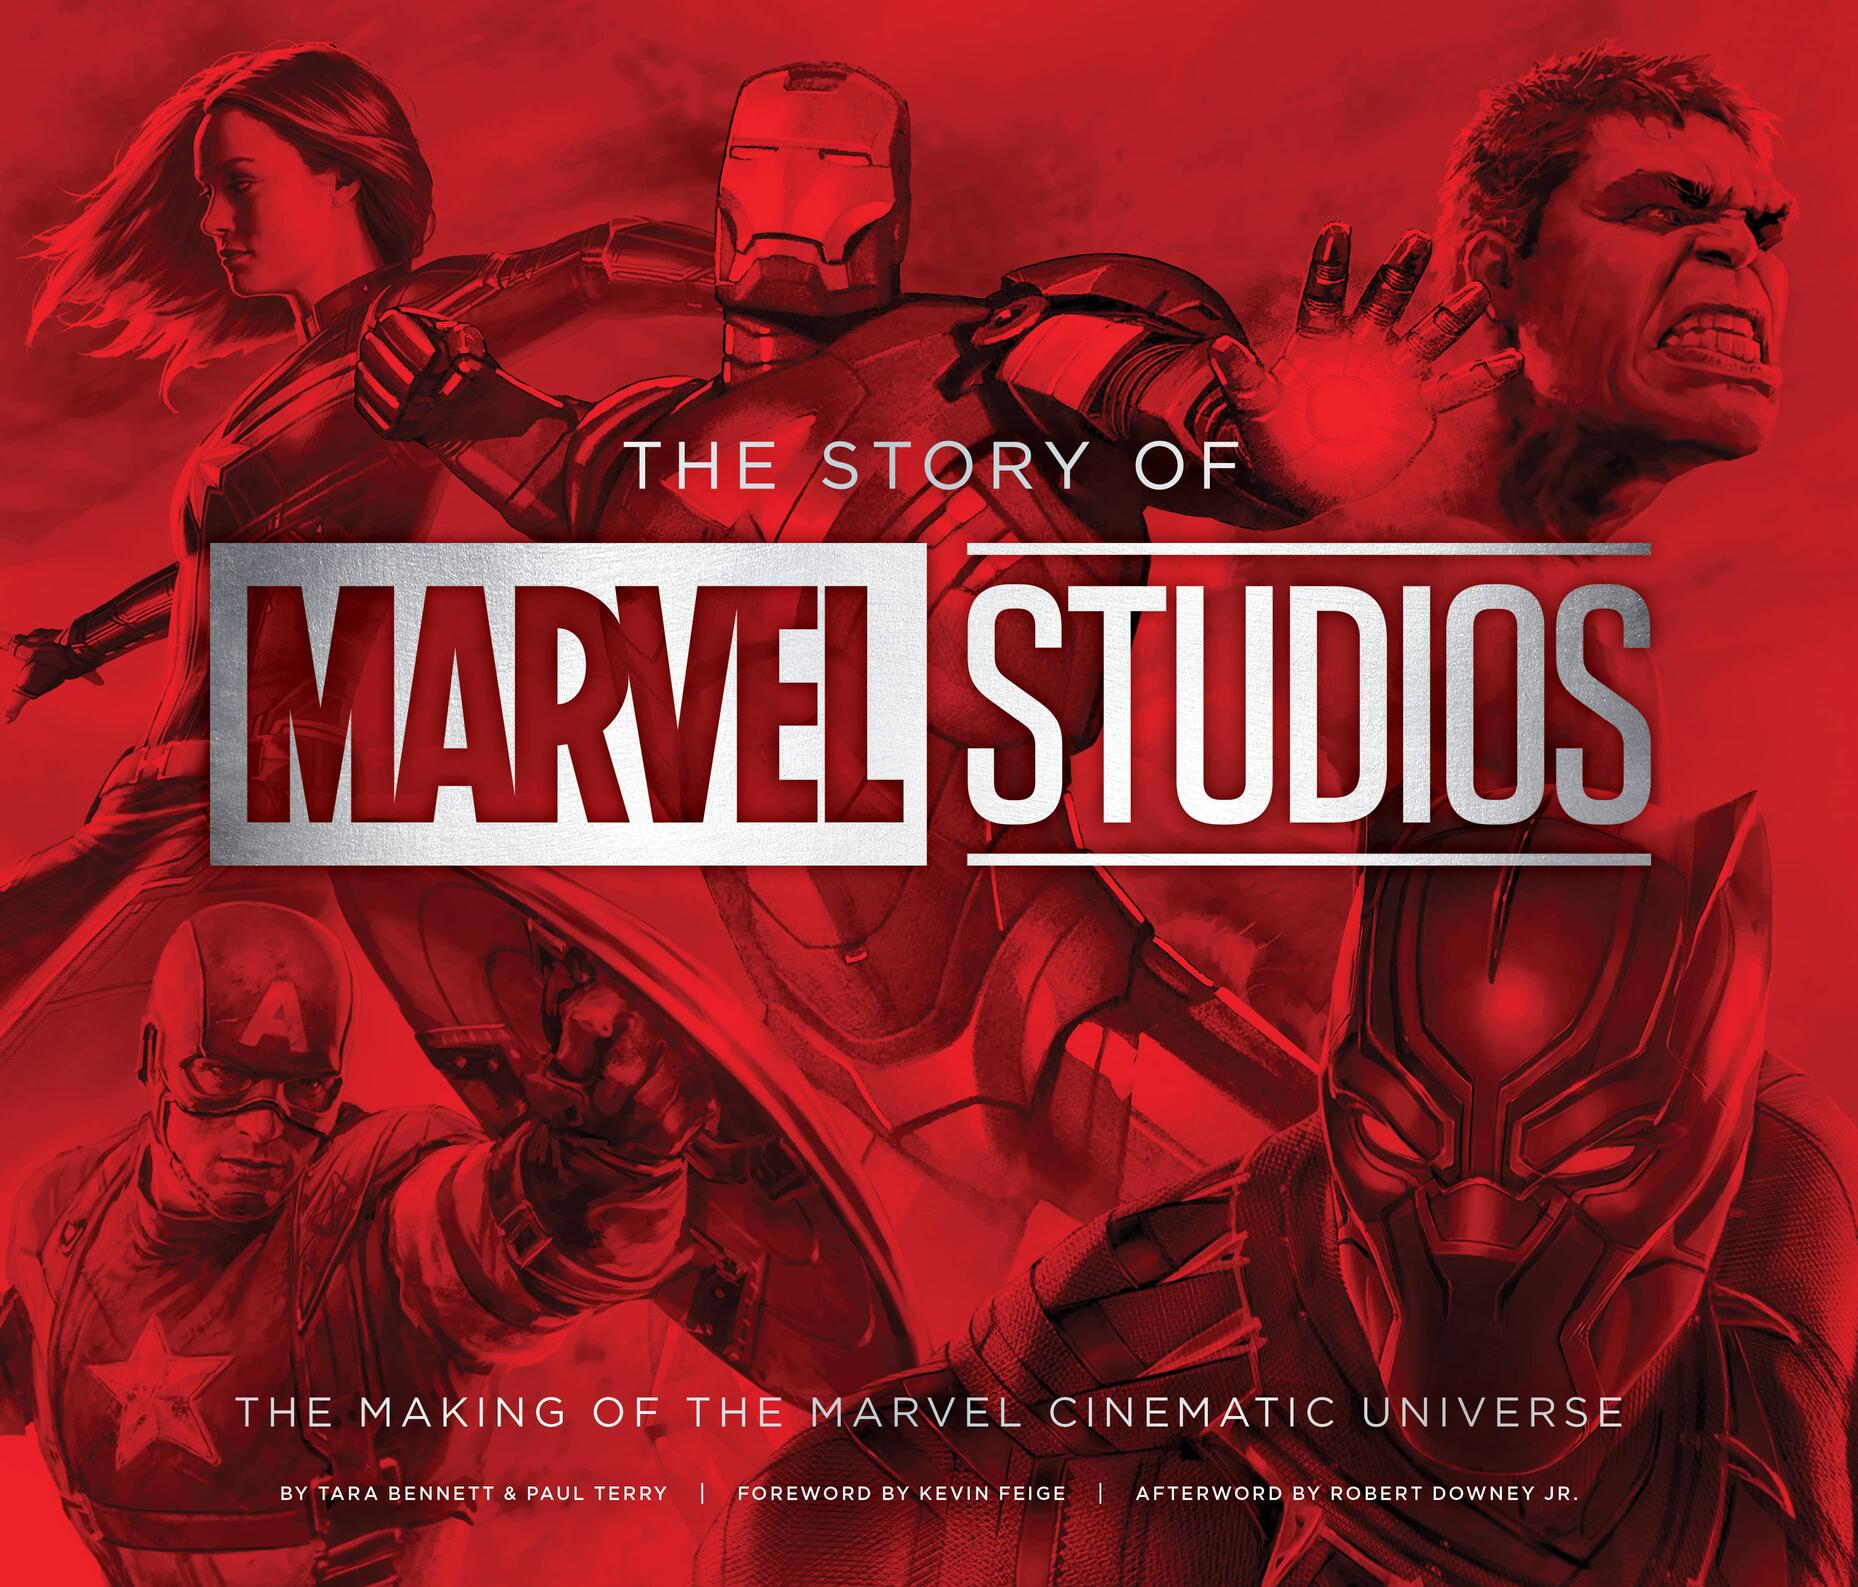 THE STORY OF
MARVEL STUDIOS
A
THE MAKING OF THE MARVEL CINEMATIC UNIVERSE
BY TARA BENNETT & PAUL TERRY | FOREWORD BY KEVIN FEIGE | AFTERWORD BY ROBERT DOWNEY JR.